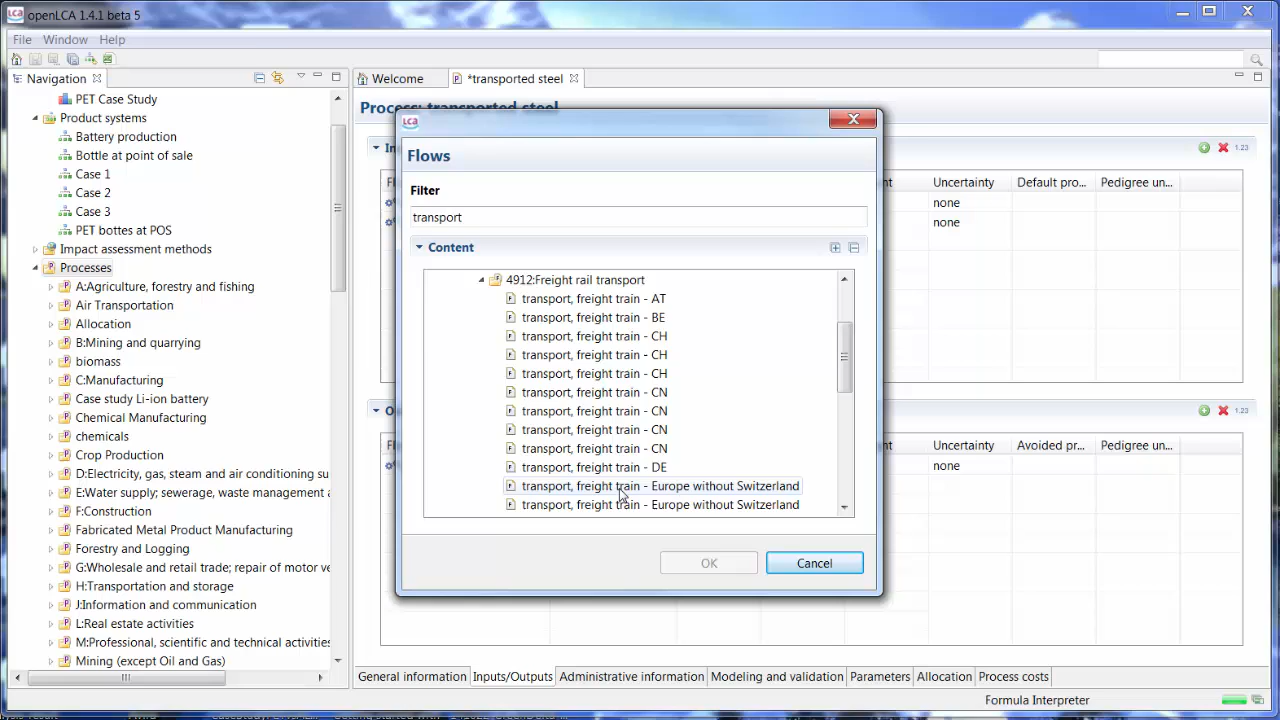 LCA openLCA 1.4.1 beta 5
File Window Help
Navigation
Welcome
*transported steel
PET Case Study
Product systems
Battery production
Bottle at point of sale
Case 1
Case 2
Case 3
PET bottes at POS
Impact assessment methods
Processes
A:Agriculture, forestry and fishing
Air Transportation
Allocation
B:Mining and quarrying
biomass
C:Manufacturing
Case study Li-ion battery
Chemical Manufacturing
chemicals
Crop Production
D:Electricity, gas, steam and air conditioning su
E:Water supply; sewerage, waste management
F:Construction
Fabricated Metal Product Manufacturing
Forestry and Logging
G:Wholesale and retail trade; repair of motor ve
H:Transportation and storage
J:Information and communication
L:Real estate activities
M:Professional, scientific and technical activities
Mining (except Oil and Gas)
Process: transported steel
1.23
Uncertainty Default pro... Pedigree un...
none
none
1.23
Uncertainty Avoided pr... Pedigree un...
none
LCA
Flows
Filter
transport
Content
4912:Freight rail transport
transport, freight train - AT
transport, freight train - BE
transport, freight train - CH
transport, freight train - CH
transport, freight train - CH
transport, freight train - CN
transport, freight train - CN
transport, freight train - CN
transport, freight train - CN
transport, freight train - DE
transport, freight train - Europe without Switzerland
transport, freight train - Europe without Switzerland
OK Cancel
General information Inputs/Outputs Administrative information Modeling and validation Parameters Allocation Process costs
Formula Interpreter